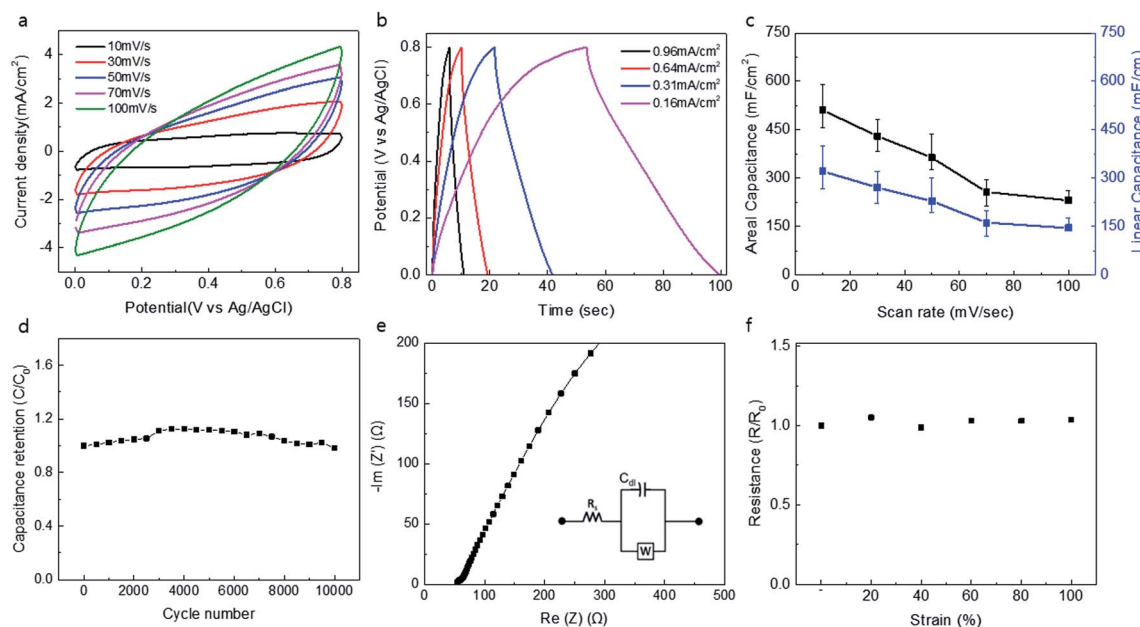 a
10mV/s
30mV/s
50mV/s
70mV/s
100mV/s
Current density(mA/cm²)
4
2
0
-2
-4
0.0 0.2 0.4 0.6 0.8
Potential(V vs Ag/AgCl)
b
0.96mA/cm²
0.64mA/cm²
0.31mA/cm²
0.16mA/cm²
Potential (V vs Ag/AgCl)
0.8
0.6
0.4
0.2
0.0
0 20 40 60 80 100
Time (sec)
c
Areal Capacitance (mF/cm²)
750
600
450
300
150
0
0 20 40 60 80 100
Scan rate (mV/sec)
750
600
450
300
150
0
Linear Capacitance (mF/cm)
d
Capacitance retention (C/C₀)
1.6
1.2
0.8
0.4
0.0
0 2000 4000 6000 8000 10000
Cycle number
e
-Im (Z') (Ω)
200
150
100
50
0
0 100 200 300 400 500
Re (Z) (Ω)
Cdl
Rs
W
f
Resistance (R/R₀)
1.5
1.0
0.5
0.0
- 20 40 60 80 100
Strain (%)